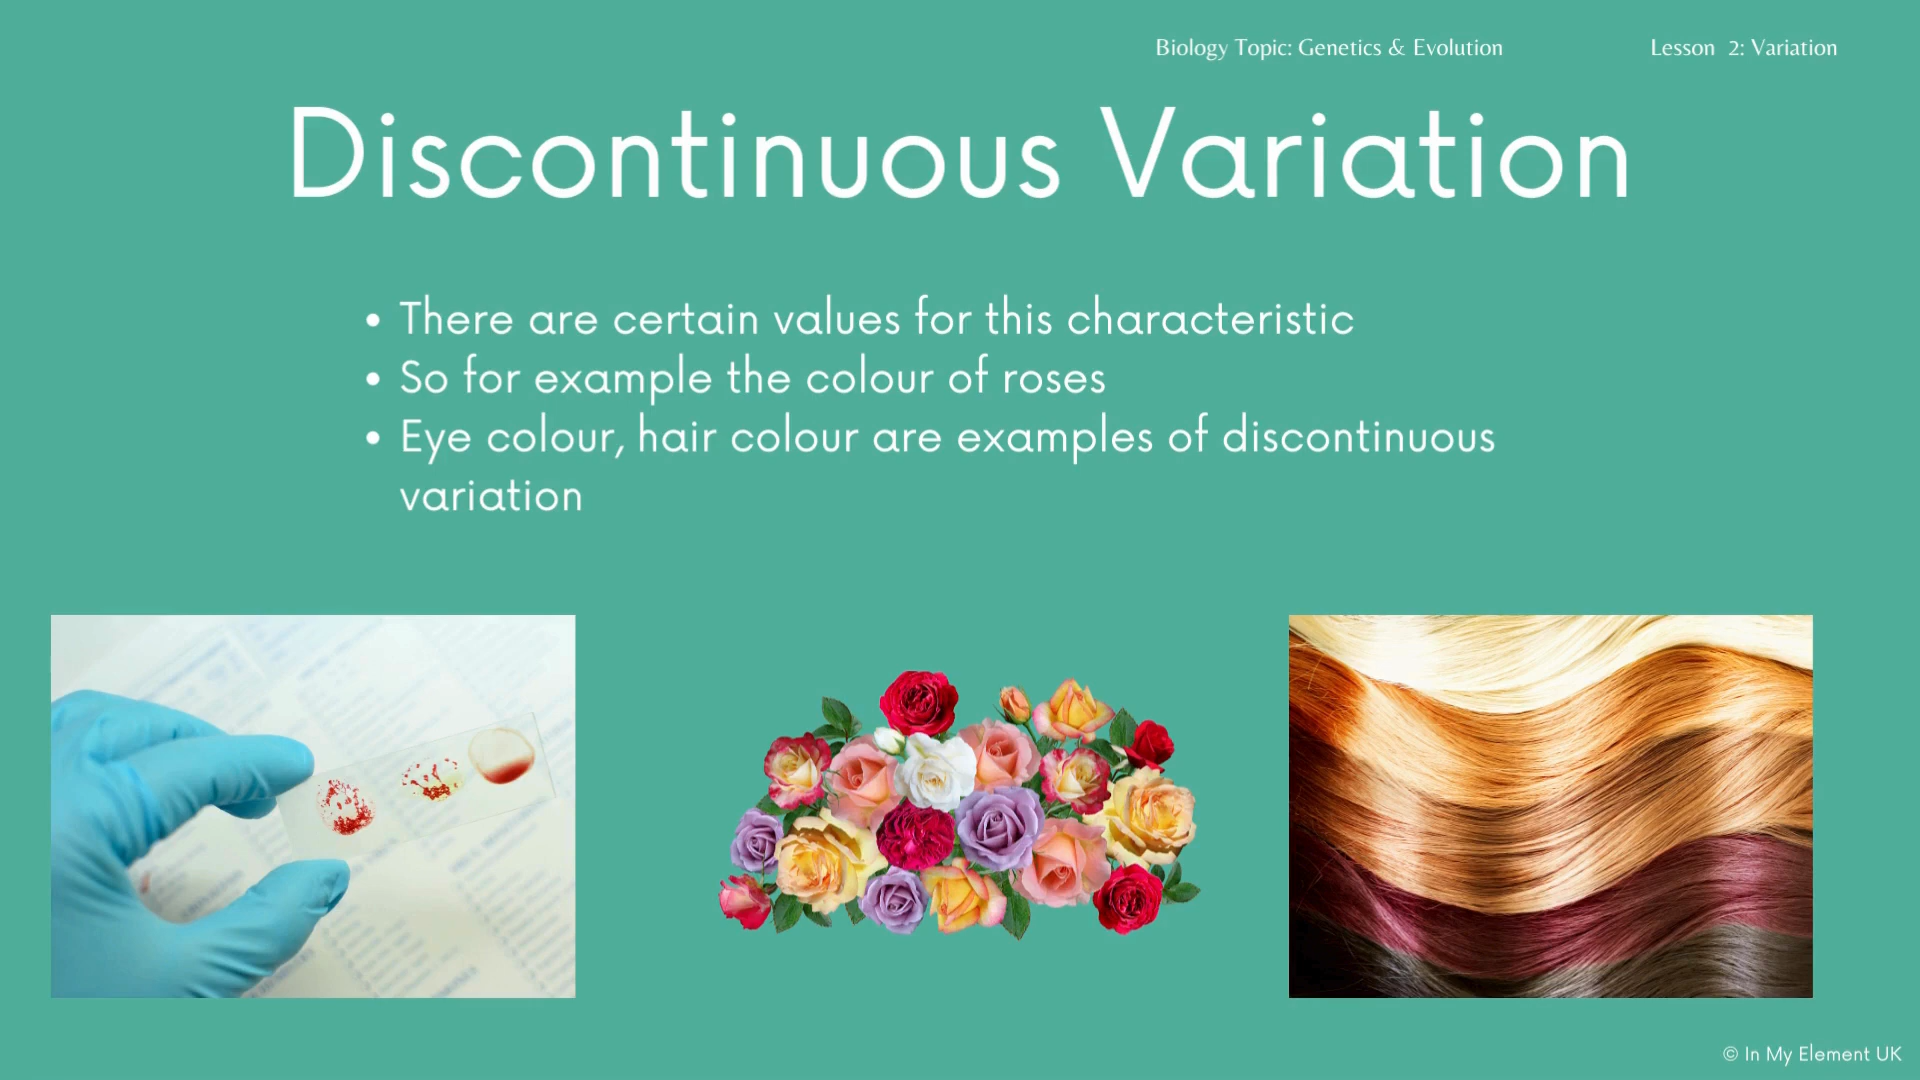 Biology Topic: Genetics & Evolution
Lesson 2: Variation
Discontinuous Variation
• There are certain values for this characteristic
• So for example the colour of roses
• Eye colour, hair colour are examples of discontinuous
variation
© In My Element UK